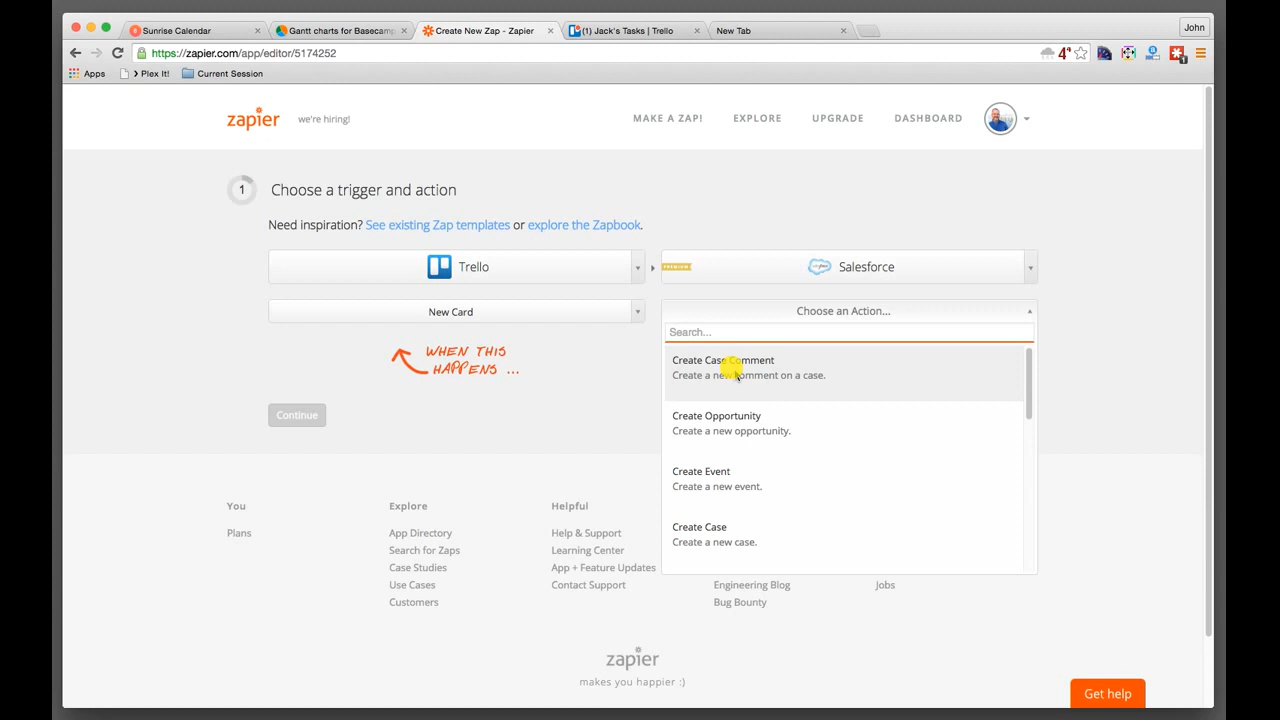 Sunrise Calendar
Gantt charts for Basecamp
Create New Zap - Zapier
(1) Jack's Tasks | Trello
New Tab
John
https://zapier.com/app/editor/5174252
4°
1
Apps
Plex It!
Current Session
zapier
we're hiring!
MAKE A ZAP!
EXPLORE
UPGRADE
DASHBOARD
1
Choose a trigger and action
Need inspiration? See existing Zap templates or explore the Zapbook.
Trello
PREMIUM
Salesforce
New Card
Choose an Action...
Search...
WHEN THIS
HAPPENS ...
Create Case Comment
Create a new comment on a case.
Continue
Create Opportunity
Create a new opportunity.
Create Event
Create a new event.
Create Case
Create a new case.
You
Explore
Helpful
Plans
App Directory
Help & Support
Search for Zaps
Learning Center
Case Studies
App + Feature Updates
Use Cases
Contact Support
Engineering Blog
Jobs
Customers
Bug Bounty
zapier
makes you happier :)
Get help